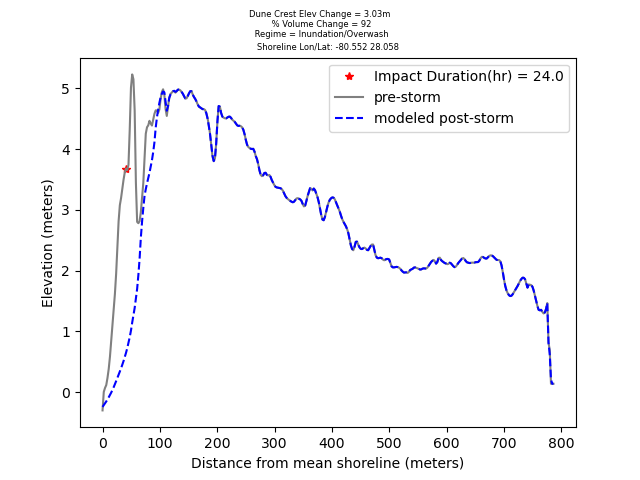 Dune Crest Elev Change = 3.03m
% Volume Change = 92
Regime = Inundation/Overwash
Shoreline Lon/Lat: -80.552 28.058
Impact Duration(hr) = 24.0
pre-storm
modeled post-storm
5
4
3
2
1
0
Elevation (meters)
0 100 200 300 400 500 600 700 800
Distance from mean shoreline (meters)